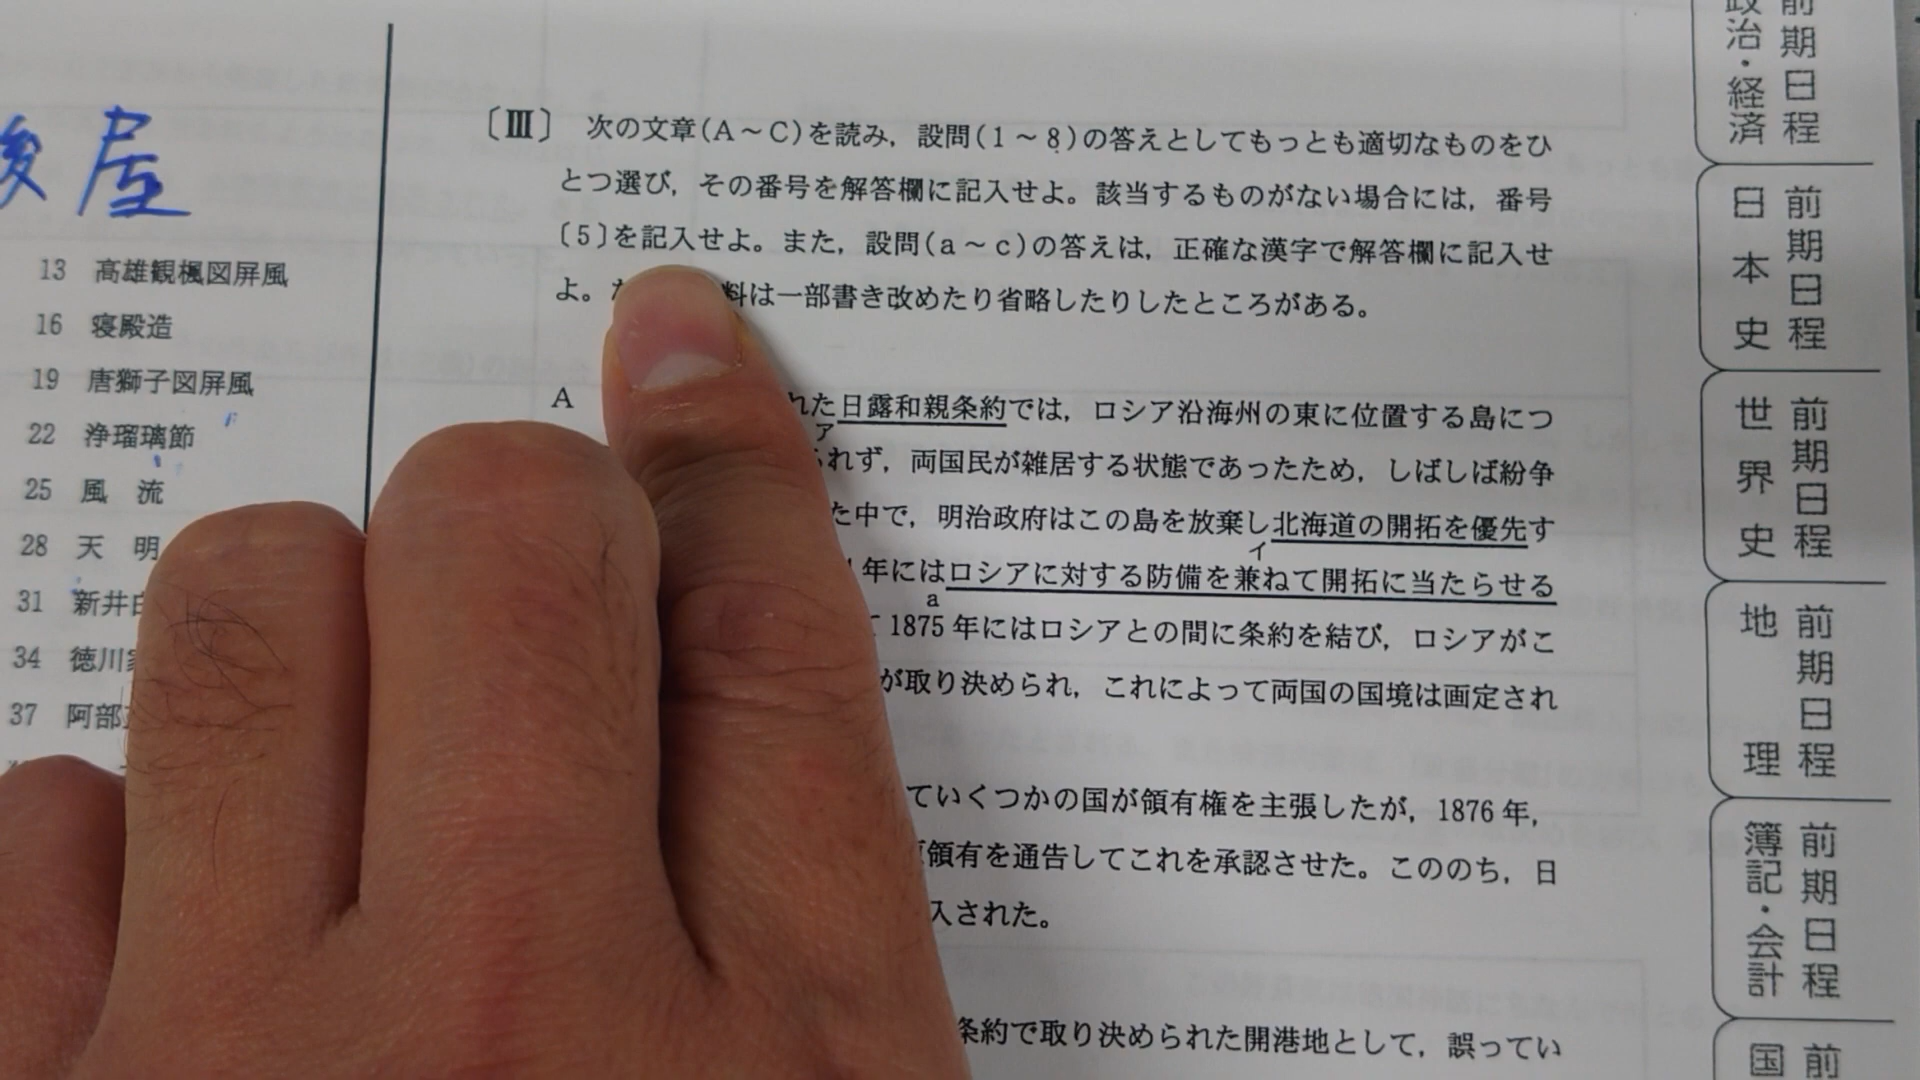 屋
13 高雄観楓図屏風
16 寝殿造
19 唐獅子図屏風
22 浄瑠璃節
25 風 流
28 天 明
31 新井
34 徳川
37 阿部
〔Ⅲ〕 次の文章(A~C)を読み，設問(1~8)の答えとしてもっとも適切なものをひ
とつ選び，その番号を解答欄に記入せよ。該当するものがない場合には，番号
〔5〕を記入せよ。また，設問(a~c)の答えは，正確な漢字で解答欄に記入せ
よ。 料は一部書き改めたり省略したりしたところがある。
A れた日露和親条約では，ロシア沿海州の東に位置する島につ
ア
られず，両国民が雑居する状態であったため，しばしば紛争
た中で，明治政府はこの島を放棄し北海道の開拓を優先す
イ
年にはロシアに対する防備を兼ねて開拓に当たらせる
a
て1875年にはロシアとの間に条約を結び，ロシアがこ
が取り決められ，これによって両国の国境は画定され
ていくつかの国が領有権を主張したが，1876年，
領有を通告してこれを承認させた。こののち，日
入された。
条約で取り決められた開港地として，誤ってい
前期日程
政治・経済
前期日程
日本史
前期日程
世界史
前期日程
地理
前期日程
簿記・会計
前
国